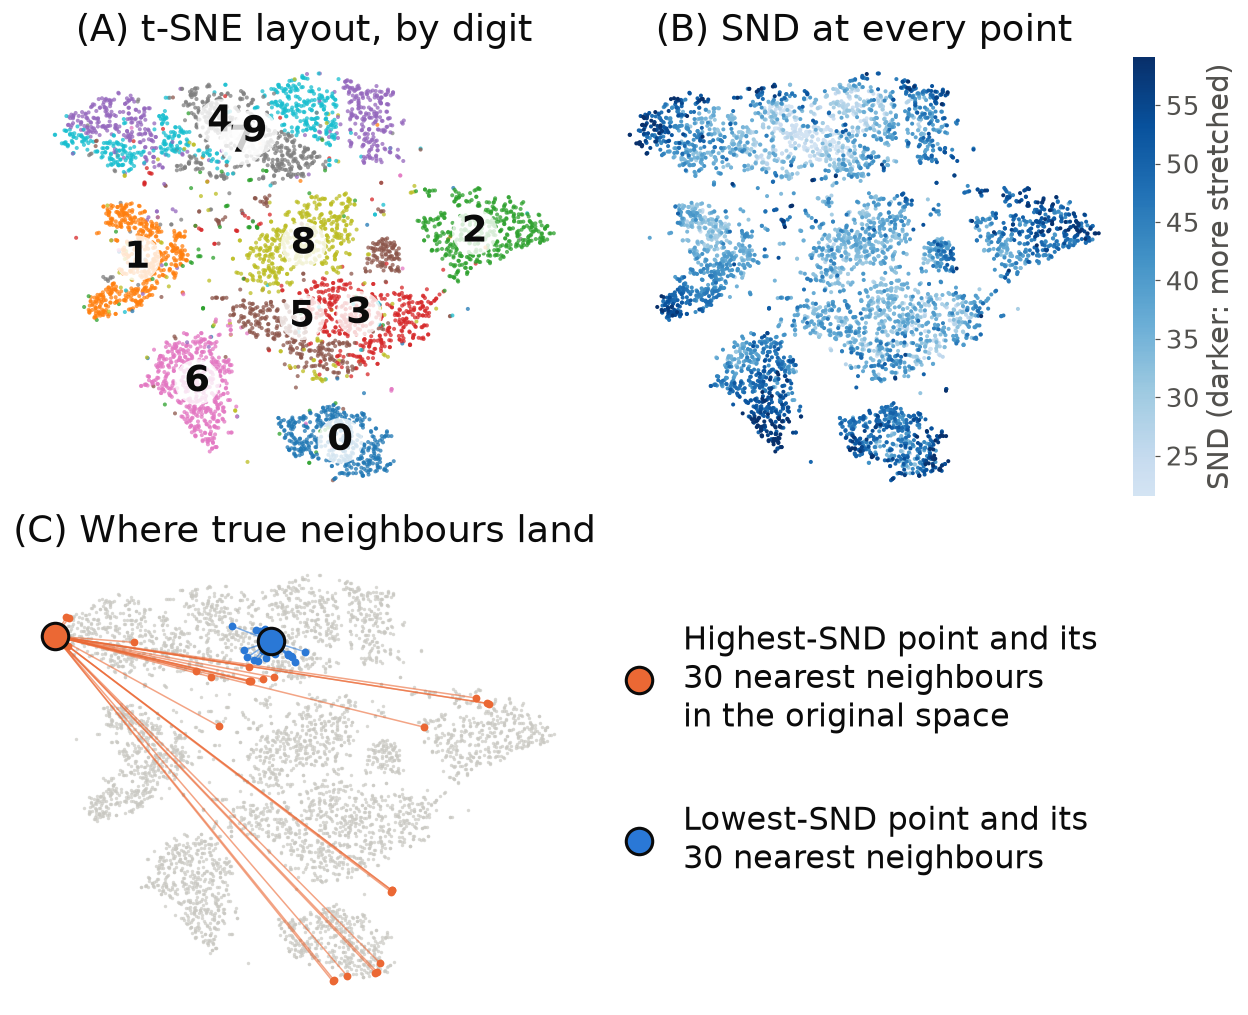 (A) t-SNE layout, by digit
4
9
1
8
2
5
3
6
0
(B) SND at every point
55
50
45
40
35
30
25
SND (darker: more stretched)
(C) Where true neighbours land
Highest-SND point and its
30 nearest neighbours
in the original space
Lowest-SND point and its
30 nearest neighbours